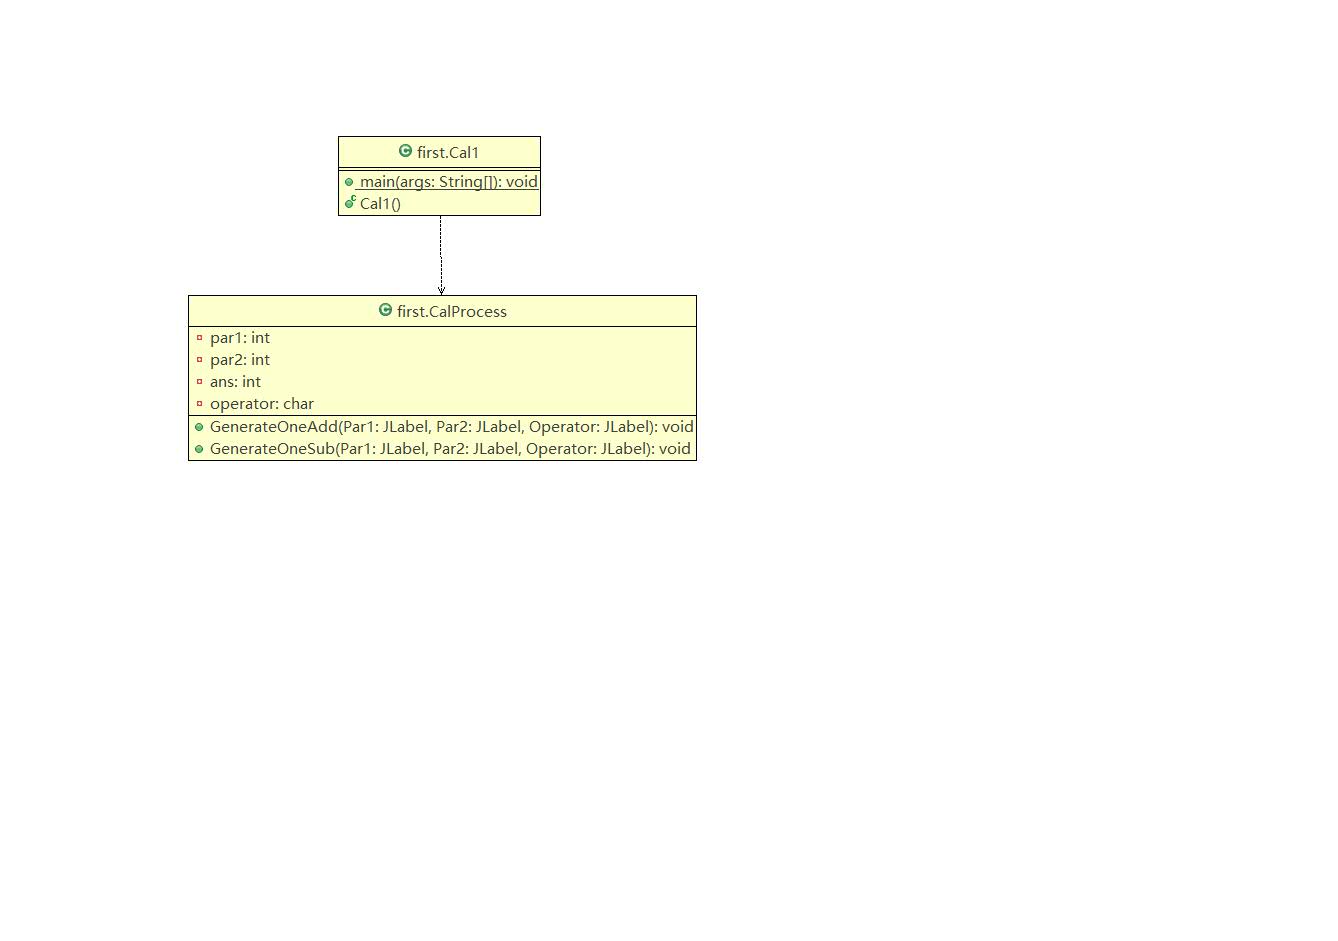 first.Cal1
main(args: String[]): void
Cal1()
first.CalProcess
par1: int
par2: int
ans: int
operator: char
GenerateOneAdd(Par1: JLabel, Par2: JLabel, Operator: JLabel): void
GenerateOneSub(Par1: JLabel, Par2: JLabel, Operator: JLabel): void